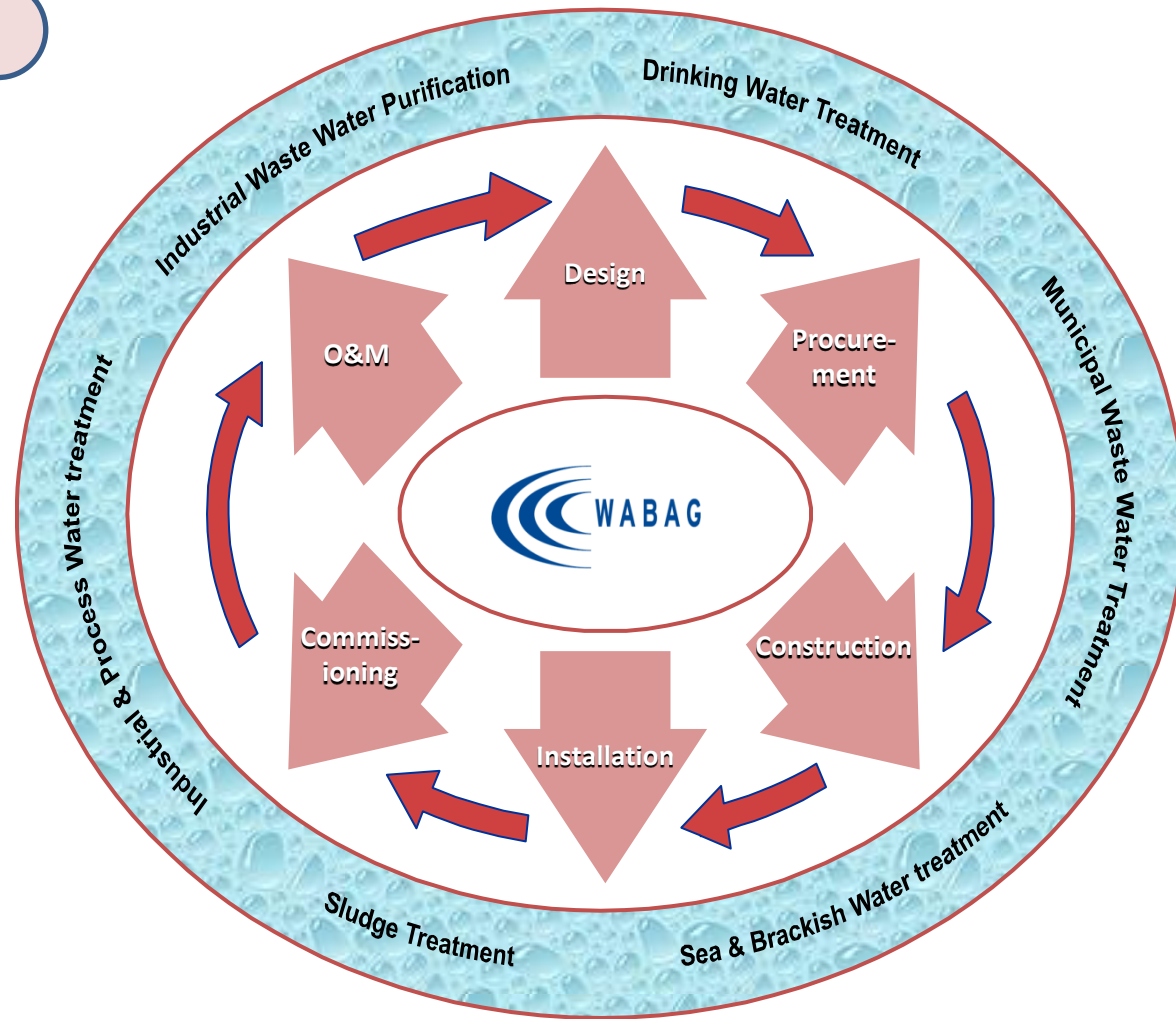 Drinking Water Treatment
Municipal Waste Water Treatment
Sea & Brackish Water treatment
Sludge Treatment
Industrial & Process Water treatment
Industrial Waste Water Purification
Design
Procure-
ment
Construction
Installation
Commiss-
ioning
O&M
WABAG